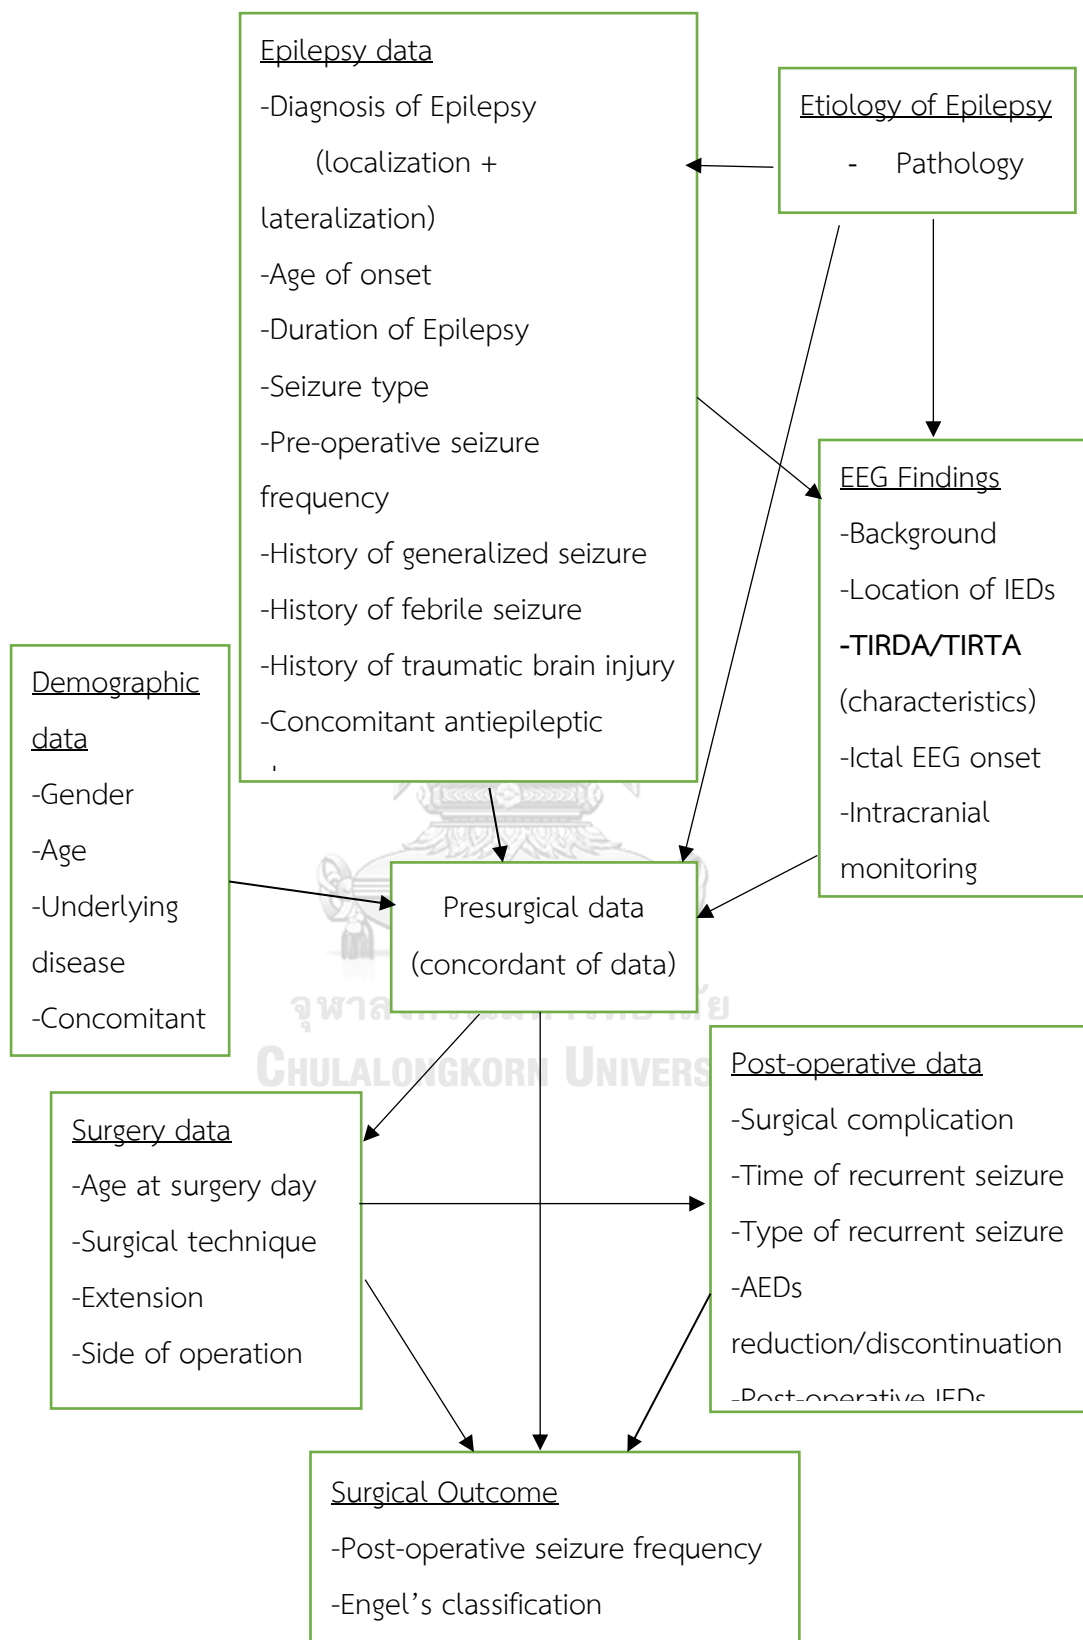 Epilepsy data
-Diagnosis of Epilepsy
(localization +
lateralization)
-Age of onset
-Duration of Epilepsy
-Seizure type
-Pre-operative seizure
frequency
-History of generalized seizure
-History of febrile seizure
-History of traumatic brain injury
-Concomitant antiepileptic
Etiology of Epilepsy
- Pathology
EEG Findings
-Background
-Location of IEDs
-TIRDA/TIRTA
(characteristics)
-Ictal EEG onset
-Intracranial
monitoring
Demographic
data
-Gender
-Age
-Underlying
disease
-Concomitant
Presurgical data
(concordant of data)
CHULALONGKORN
Surgery data
-Age at surgery day
-Surgical technique
-Extension
-Side of operation
Post-operative data
-Surgical complication
-Time of recurrent seizure
-Type of recurrent seizure
-AEDs
reduction/discontinuation
-Post-operative IEDs
Surgical Outcome
-Post-operative seizure frequency
-Engel’s classification